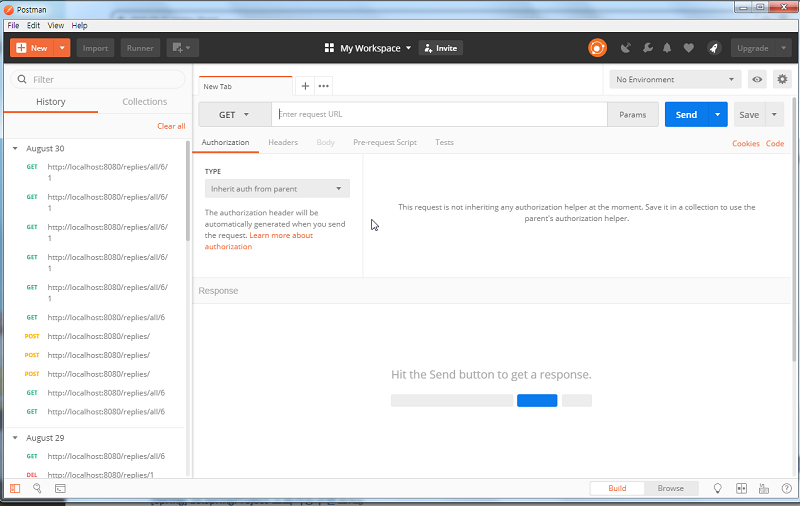 Postman
File Edit View Help
New Import Runner My Workspace Invite Upgrade
Filter
History Collections
Clear all
August 30
GET http://localhost:8080/replies/all/6/
1
GET http://localhost:8080/replies/all/6/
1
GET http://localhost:8080/replies/all/6/
1
GET http://localhost:8080/replies/all/6/
1
GET http://localhost:8080/replies/all/6/
1
GET http://localhost:8080/replies/all/6
POST http://localhost:8080/replies/
POST http://localhost:8080/replies/
POST http://localhost:8080/replies/
GET http://localhost:8080/replies/all/6
GET http://localhost:8080/replies/all/6
August 29
GET http://localhost:8080/replies/all/6
DEL http://localhost:8080/replies/1
New Tab
No Environment
GET Enter request URL Params Send Save
Authorization Headers Body Pre-request Script Tests Cookies Code
TYPE
Inherit auth from parent
The authorization header will be
automatically generated when you send
the request. Learn more about
authorization
This request is not inheriting any authorization helper at the moment. Save it in a collection to use the
parent's authorization helper.
Response
Hit the Send button to get a response.
Build Browse